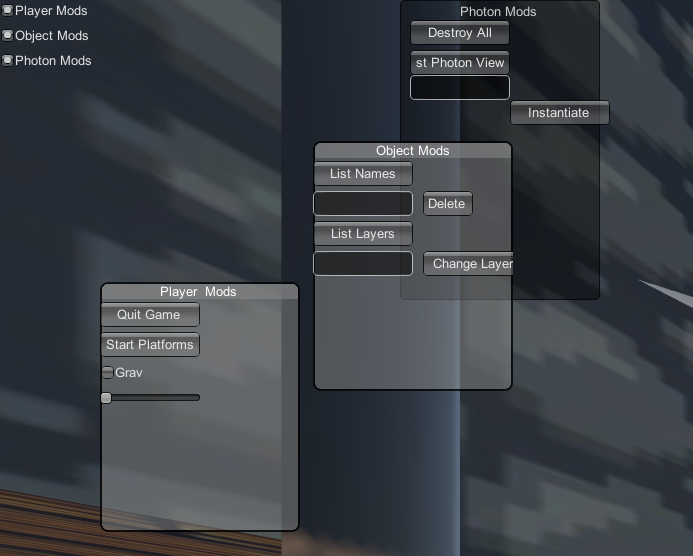 Player Mods
Object Mods
Photon Mods
Photon Mods
Destroy All
st Photon View
Instantiate
Object Mods
List Names
Delete
List Layers
Change Layer
Player Mods
Quit Game
Start Platforms
Grav